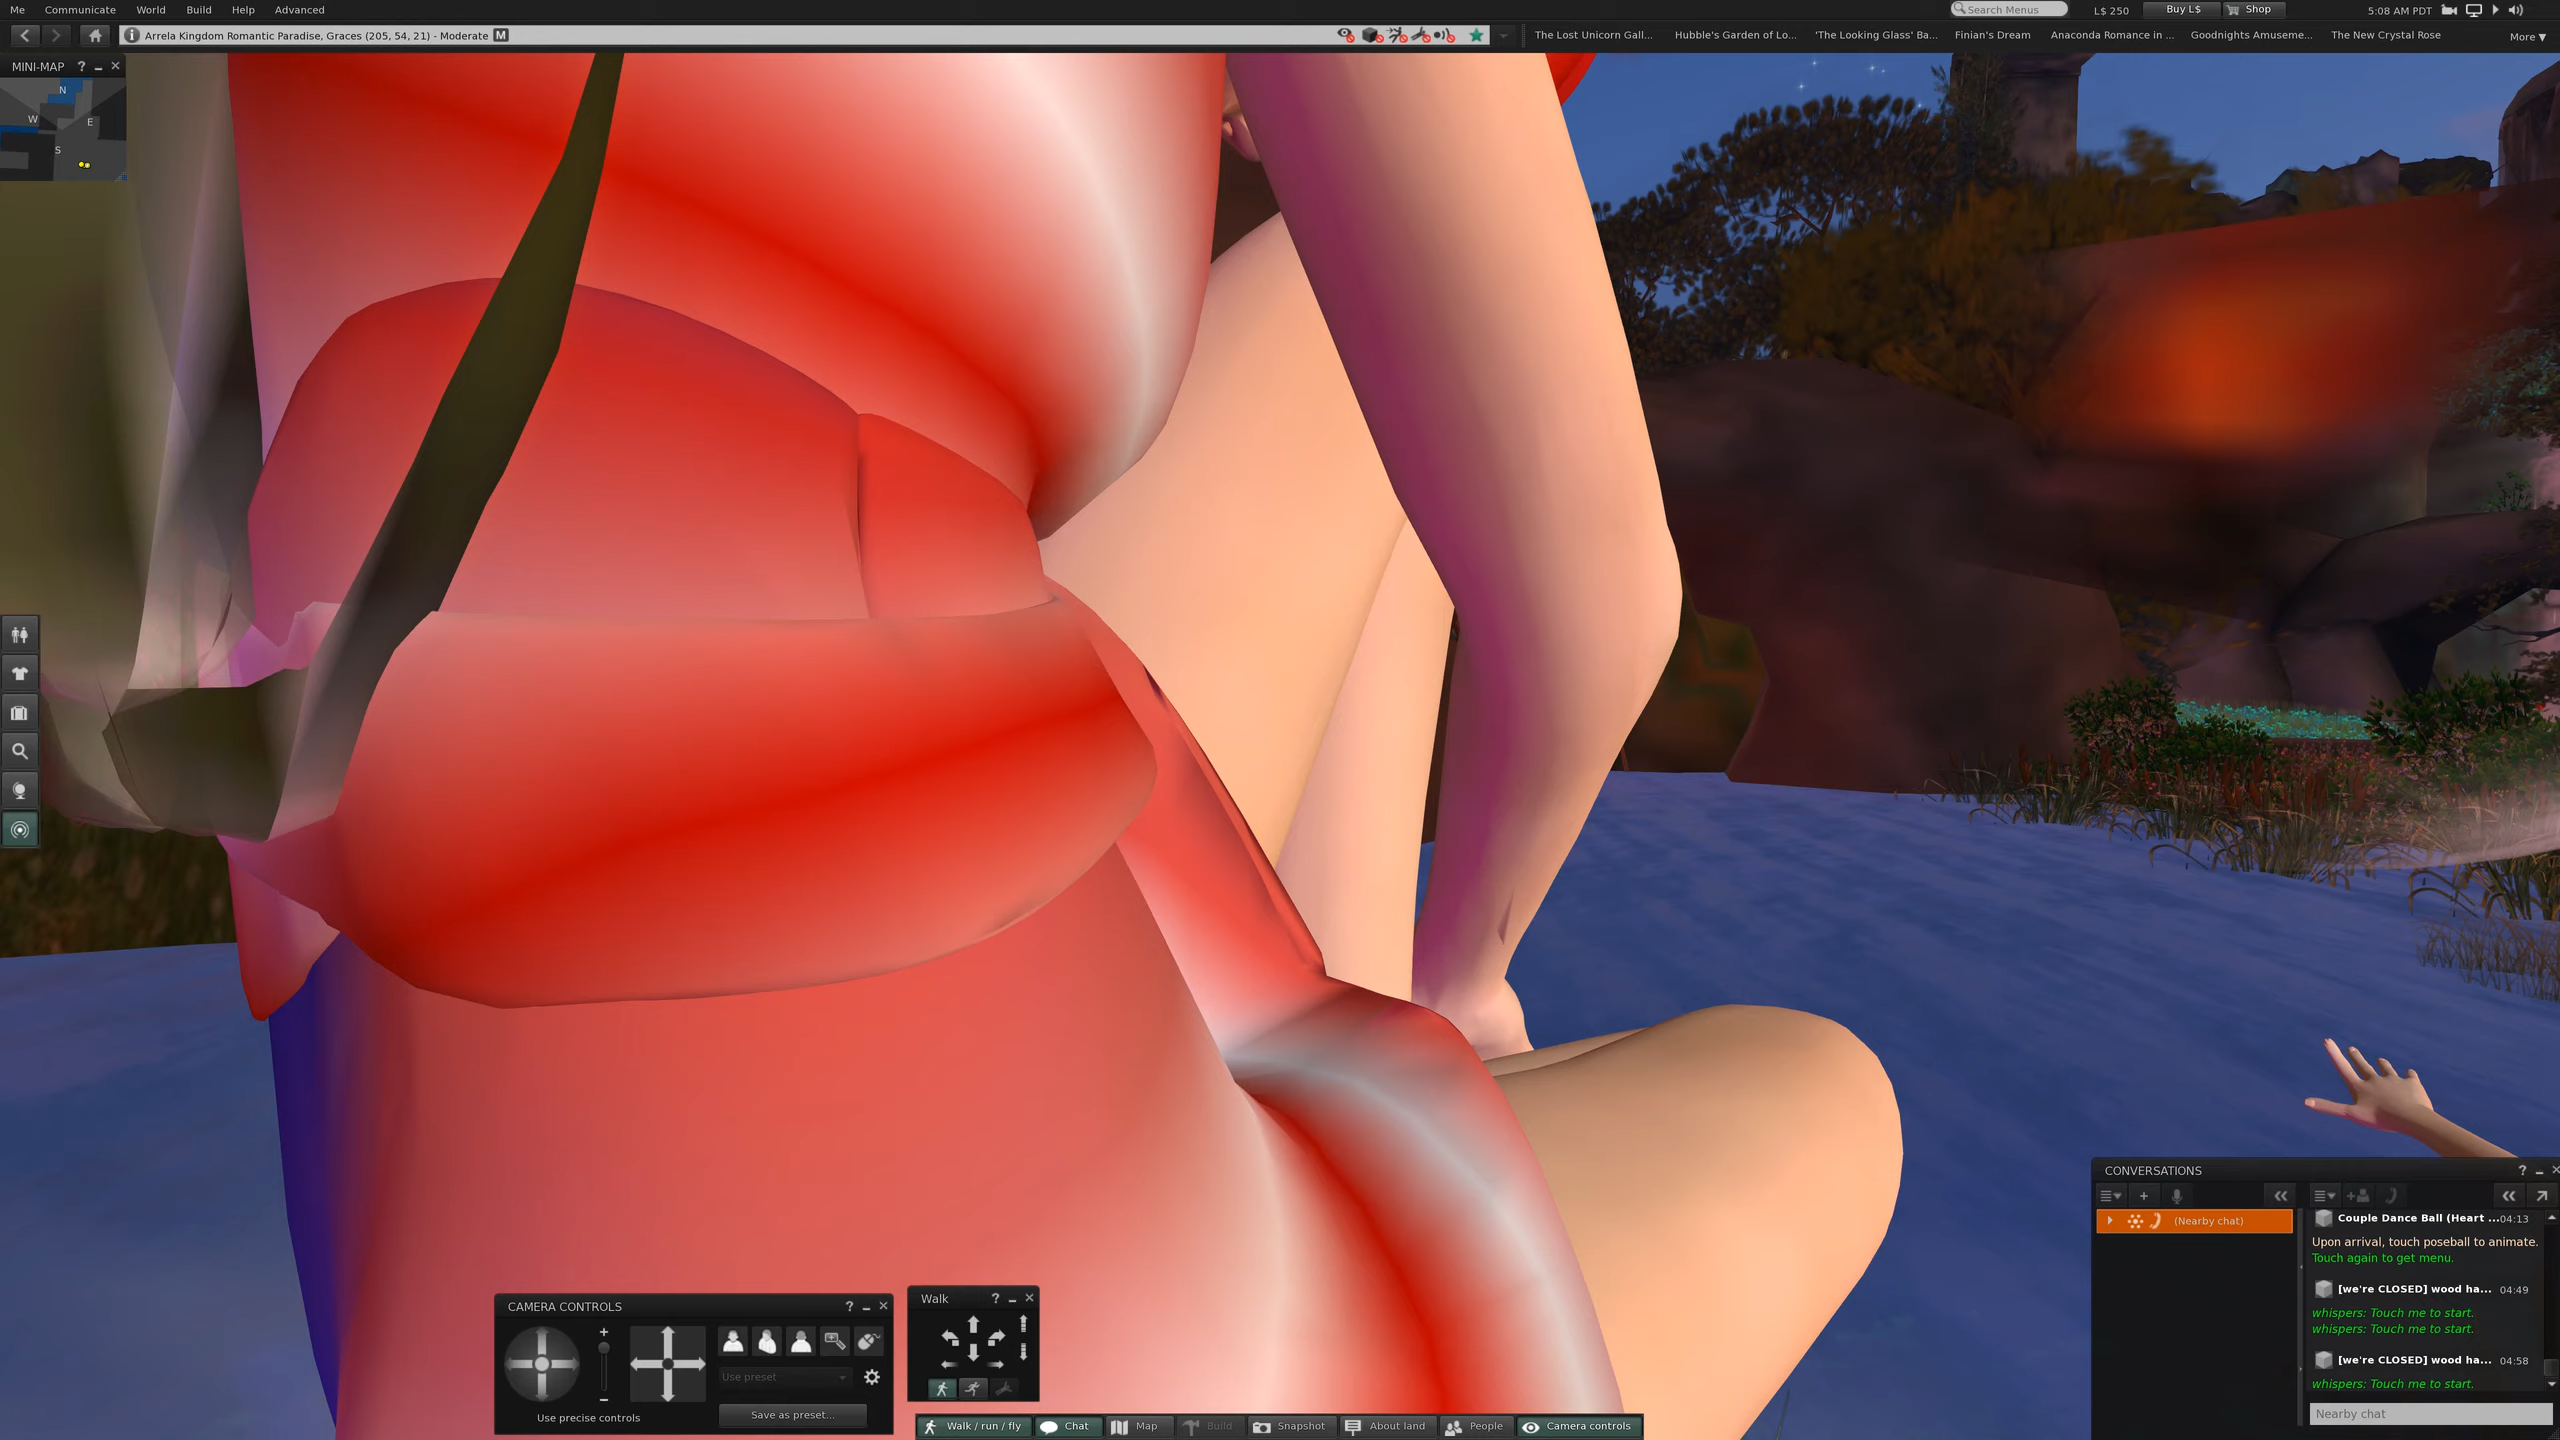 Me Communicate World Build Help Advanced Search Menus L$ 250 Buy L$ Shop 5:08 AM PDT
Arrela Kingdom Romantic Paradise, Graces (205, 54, 21) - Moderate M The Lost Unicorn Gall... Hubble's Garden of Lo... 'The Looking Glass' Ba... Finian's Dream Anaconda Romance in ... Goodnights Amuseme... The New Crystal Rose More ▼
MINI-MAP ?
N
W E
S
CONVERSATIONS ?
(Nearby chat)
Couple Dance Ball (Heart ...04:13
Upon arrival, touch poseball to animate.
Touch again to get menu.
[we're CLOSED] wood ha... 04:49
whispers: Touch me to start.
whispers: Touch me to start.
[we're CLOSED] wood ha... 04:58
whispers: Touch me to start.
Nearby chat
CAMERA CONTROLS ?
Use preset
Use precise controls
Save as preset...
Walk ?
Walk / run / fly Chat Map Build Snapshot About land People Camera controls